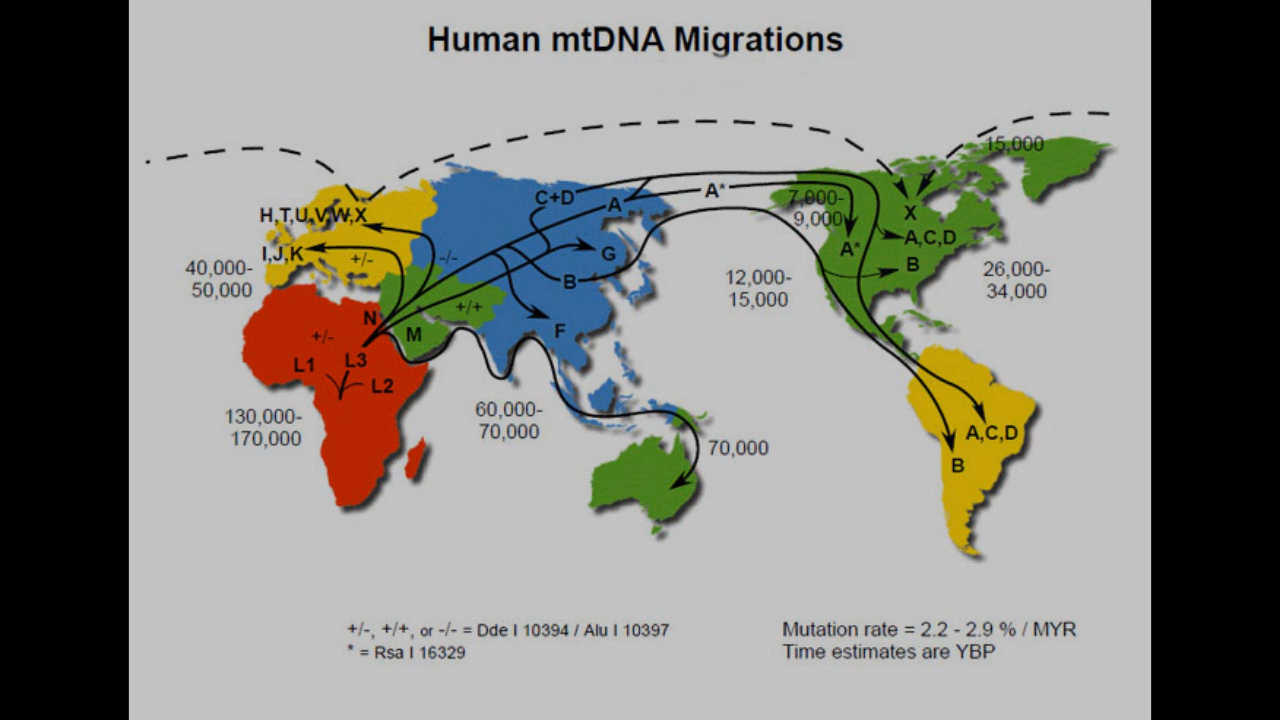 Human mtDNA Migrations
15,000
C+D
A
A*
7,000-
9,000
X
H,T,U,V,W,X
A,C,D
I,J,K
+/-
-/-
G
A*
B
40,000-
50,000
B
12,000-
15,000
26,000-
34,000
+/+
N
M
F
+/-
L1
L3
L2
130,000-
170,000
60,000-
70,000
70,000
A,C,D
B
+/-, +/+, or -/- = Dde I 10394 / Alu I 10397
* = Rsa I 16329
Mutation rate = 2.2 - 2.9 % / MYR
Time estimates are YBP